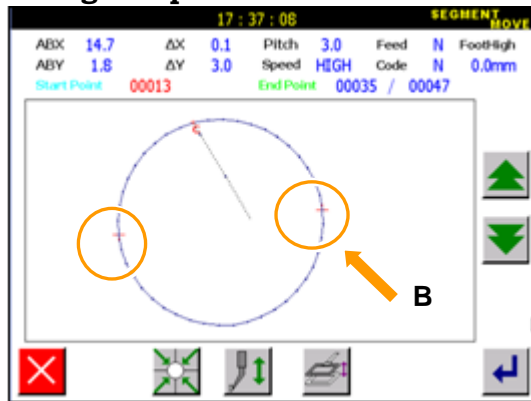 17 : 37 : 08 SEGMENT MOVE
ABX 14.7 ΔX 0.1 Pitch 3.0 Feed N FootHigh
ABY 1.8 ΔY 3.0 Speed HIGH Code N 0.0mm
Start Point 00013 End Point 00035 / 00047
B